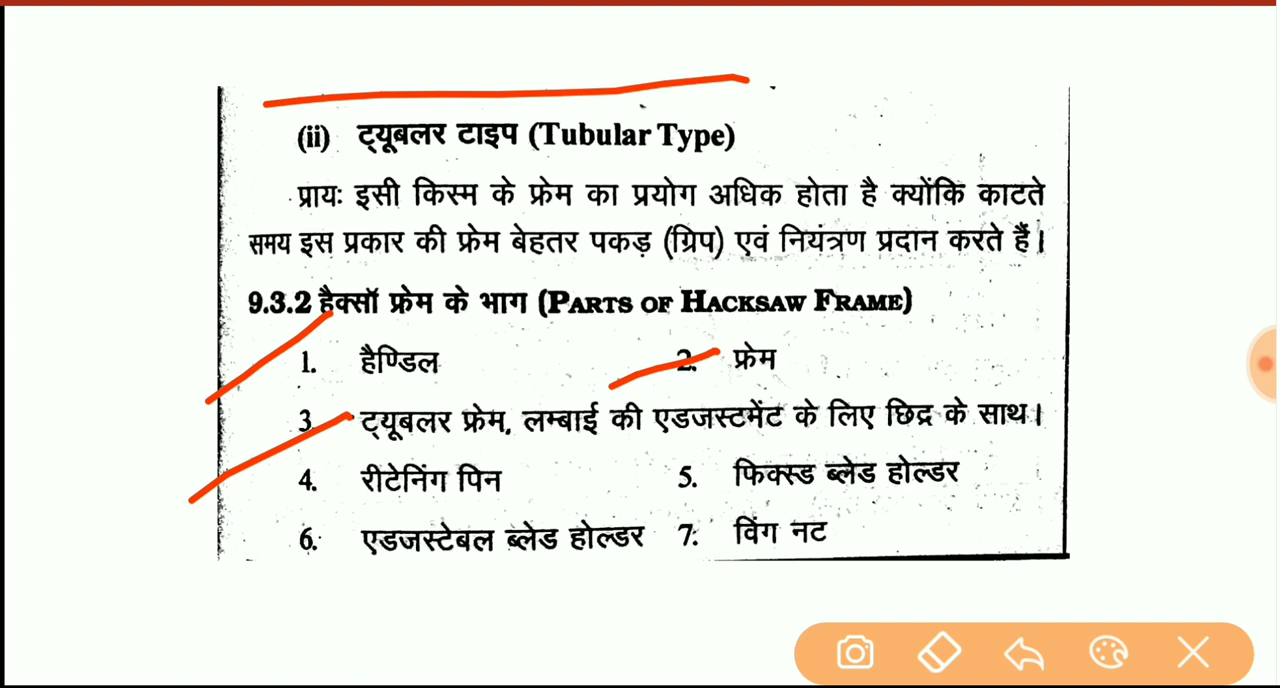 (ii) ट्यूबलर टाइप (Tubular Type)
प्रायः इसी किस्म के फ्रेम का प्रयोग अधिक होता है क्योंकि काटते
समय इस प्रकार की फ्रेम बेहतर पकड़ (ग्रिप) एवं नियंत्रण प्रदान करते हैं।
9.3.2 हैक्सॉ फ्रेम के भाग (PARTS OF HACKSAW FRAME)
1. हैण्डिल 2. फ्रेम
3. ट्यूबलर फ्रेम, लम्बाई की एडजस्टमेंट के लिए छिद्र के साथ।
4. रीटेनिंग पिन 5. फिक्स्ड ब्लेड होल्डर
6. एडजस्टेबल ब्लेड होल्डर 7. विंग नट